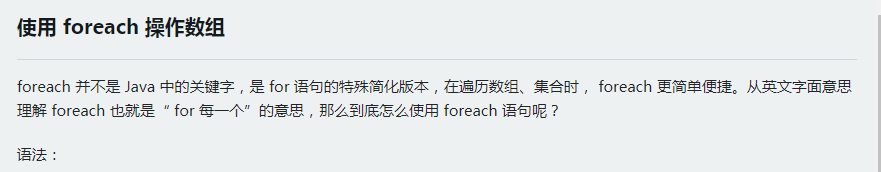 使用 foreach 操作数组
foreach 并不是 Java 中的关键字，是 for 语句的特殊简化版本，在遍历数组、集合时， foreach 更简单便捷。从英文字面意思
理解 foreach 也就是“ for 每一个”的意思，那么到底怎么使用 foreach 语句呢？
语法：